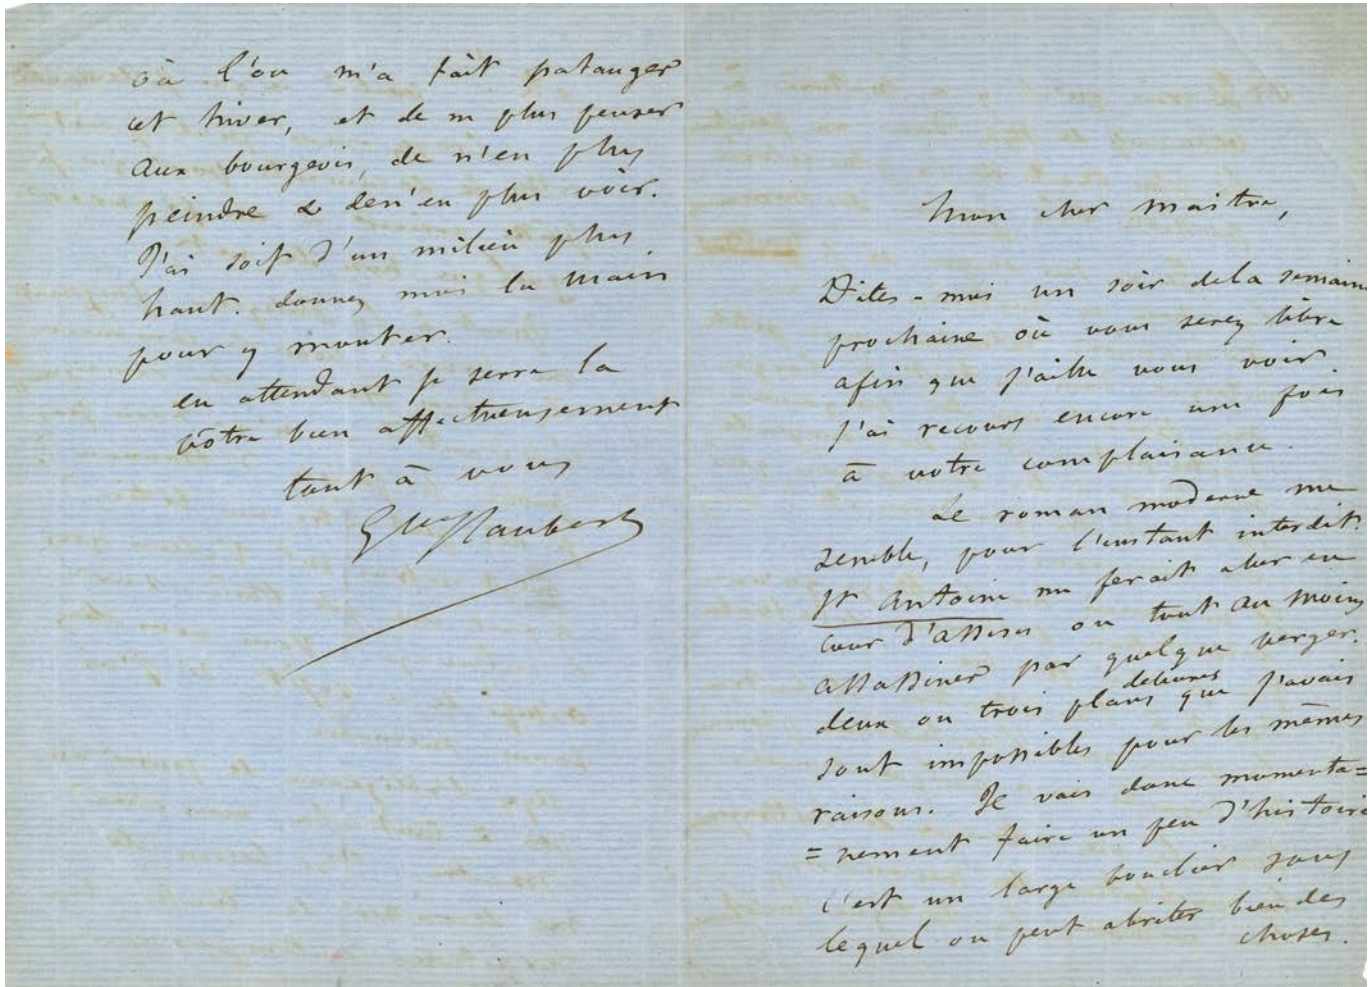 Mon cher maitre,
Dites-moi un soir de la semaine
prochaine où vous serez libre
afin que j'aille vous voir
j'ai recours encore une fois
à votre complaisance.
Le roman moderne me
semble, pour l'instant interdit.
St Antoine me ferait aller en
cour d'assises ou tout au moins
assassiner par quelque berger.
delivres
deux ou trois plans que j'avais
sont impossibles pour les mêmes
raisons. Je vais donc momenta=
=nement faire un peu d'histoire
c'est un large bouclier sous
lequel on peut abriter bien des
choses.
où l'on m'a fait patauger
cet hiver, et de ne plus penser
aux bourgeois, de n'en plus
peindre & de n'en plus voir.
J'ai soif d'un milieu plus
haut. donnez moi la main
pour y monter.
en attendant je serre la
vôtre bien affectueusement
tout à vous
Gve Flaubert